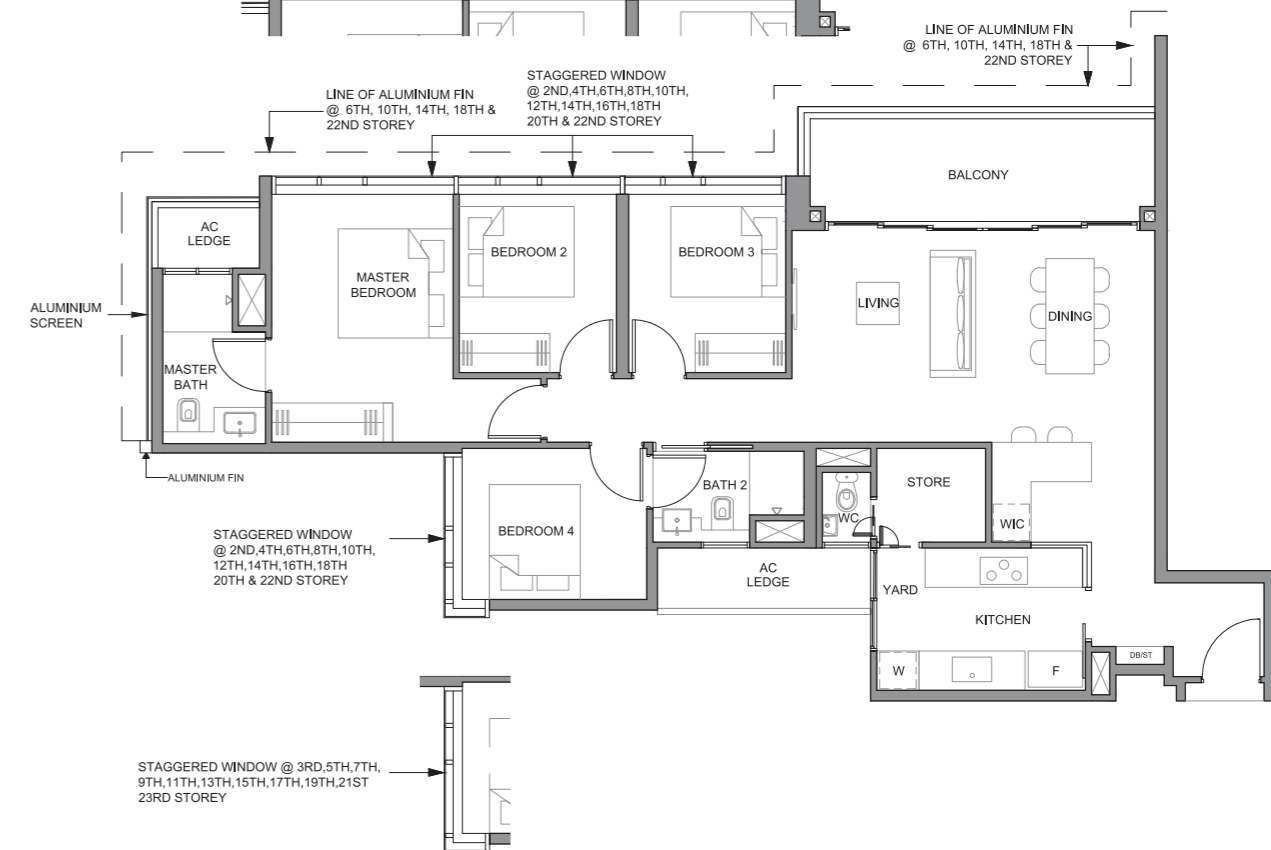 LINE OF ALUMINIUM FIN
@ 6TH, 10TH, 14TH, 18TH &
22ND STOREY
STAGGERED WINDOW
@ 2ND,4TH,6TH,8TH,10TH,
12TH,14TH,16TH,18TH
20TH & 22ND STOREY
LINE OF ALUMINIUM FIN
@ 6TH, 10TH, 14TH, 18TH &
22ND STOREY
BALCONY
AC
LEDGE
MASTER
BEDROOM
BEDROOM 2
BEDROOM 3
LIVING
DINING
ALUMINIUM
SCREEN
MASTER
BATH
ALUMINIUM FIN
BATH 2
STORE
WC
WIC
BEDROOM 4
STAGGERED WINDOW
@ 2ND,4TH,6TH,8TH,10TH,
12TH,14TH,16TH,18TH
20TH & 22ND STOREY
AC
LEDGE
YARD
KITCHEN
DB/ST
W
F
STAGGERED WINDOW @ 3RD,5TH,7TH,
9TH,11TH,13TH,15TH,17TH,19TH,21ST
23RD STOREY